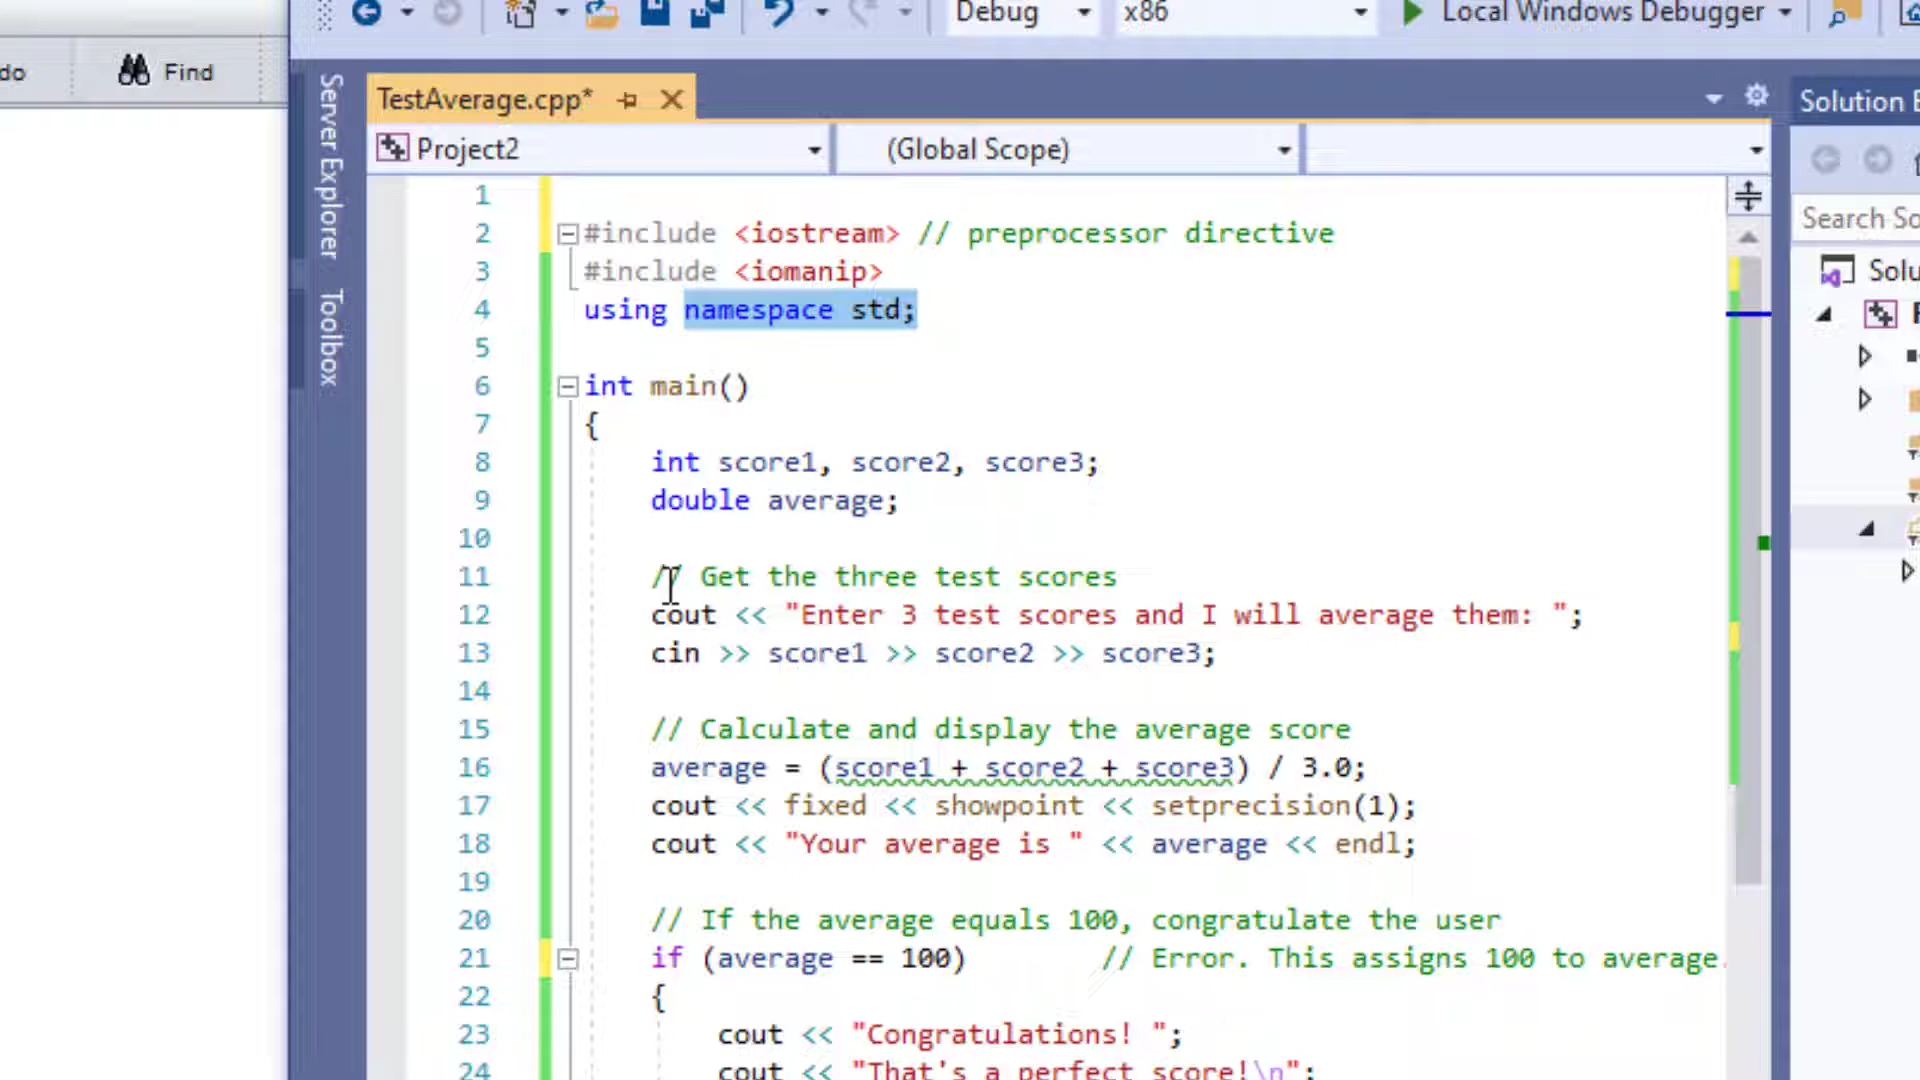 Debug
x86
Local Windows Debugger
do
Find
Server Explorer
Toolbox
TestAverage.cpp*
Project2
(Global Scope)
Solution
Search So
Solu
1
2 #include <iostream> // preprocessor directive
3 #include <iomanip>
4 using namespace std;
5
6 int main()
7 {
8 int score1, score2, score3;
9 double average;
10
11 // Get the three test scores
12 cout << "Enter 3 test scores and I will average them: ";
13 cin >> score1 >> score2 >> score3;
14
15 // Calculate and display the average score
16 average = (score1 + score2 + score3) / 3.0;
17 cout << fixed << showpoint << setprecision(1);
18 cout << "Your average is " << average << endl;
19
20 // If the average equals 100, congratulate the user
21 if (average == 100) // Error. This assigns 100 to average.
22 {
23 cout << "Congratulations! ";
24 cout << "That's a perfect score!\n";